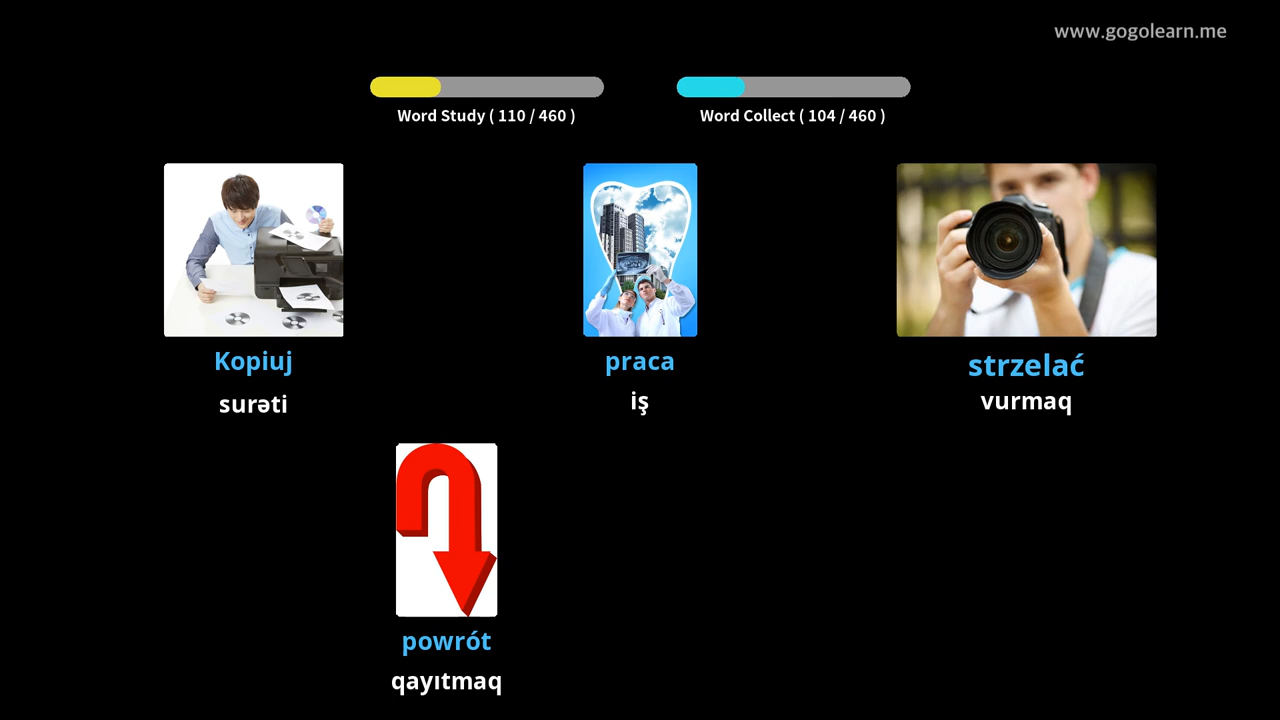 www.gogolearn.me
Word Study ( 110 / 460 )
Word Collect ( 104 / 460 )
Kopiuj
surəti
praca
iş
strzelać
vurmaq
powrót
qayıtmaq